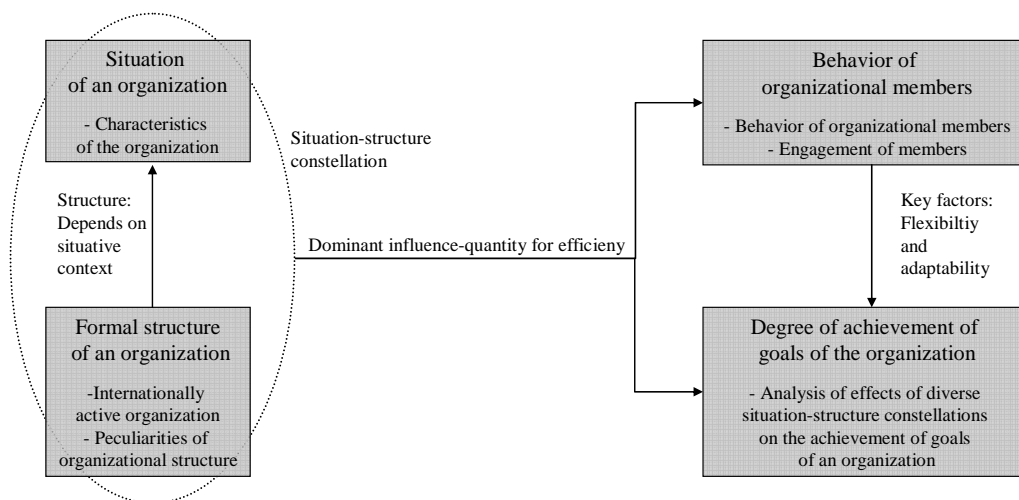 Situation
of an organization
- Characteristics
of the organization
Structure:
Depends on
situative
context
Formal structure
of an organization
-Internationally
active organization
- Peculiarities of
organizational structure
Situation-structure
constellation
Dominant influence-quantity for efficieny
Behavior of
organizational members
- Behavior of organizational members
- Engagement of members
Key factors:
Flexibiltiy
and
adaptability
Degree of achievement of
goals of the organization
- Analysis of effects of diverse
situation-structure constellations
on the achievement of goals
of an organization